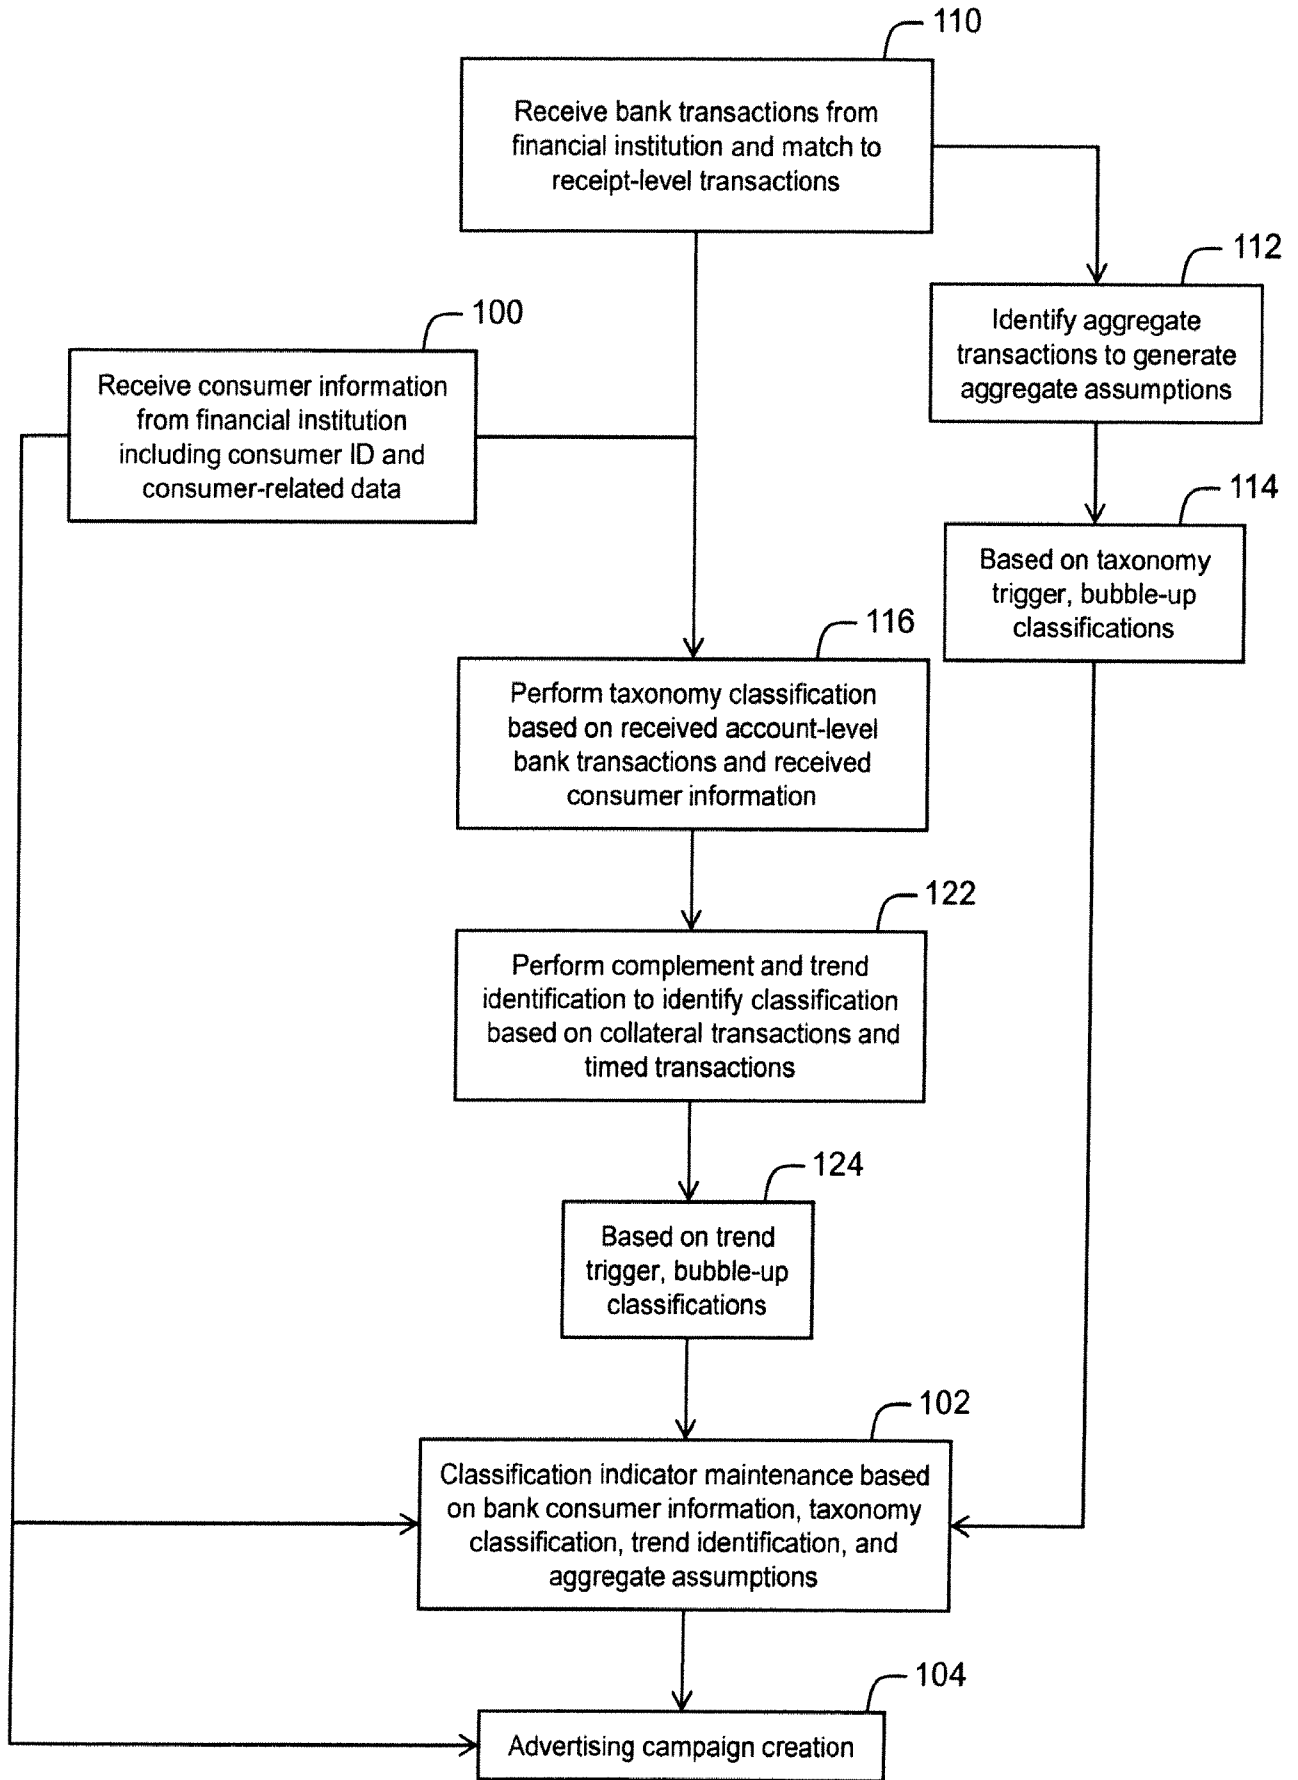 110
Receive bank transactions from
financial institution and match to
receipt-level transactions
112
Identify aggregate
transactions to generate
aggregate assumptions
100
Receive consumer information
from financial institution
including consumer ID and
consumer-related data
114
Based on taxonomy
trigger, bubble-up
classifications
116
Perform taxonomy classification
based on received account-level
bank transactions and received
consumer information
122
Perform complement and trend
identification to identify classification
based on collateral transactions and
timed transactions
124
Based on trend
trigger, bubble-up
classifications
102
Classification indicator maintenance based
on bank consumer information, taxonomy
classification, trend identification, and
aggregate assumptions
104
Advertising campaign creation